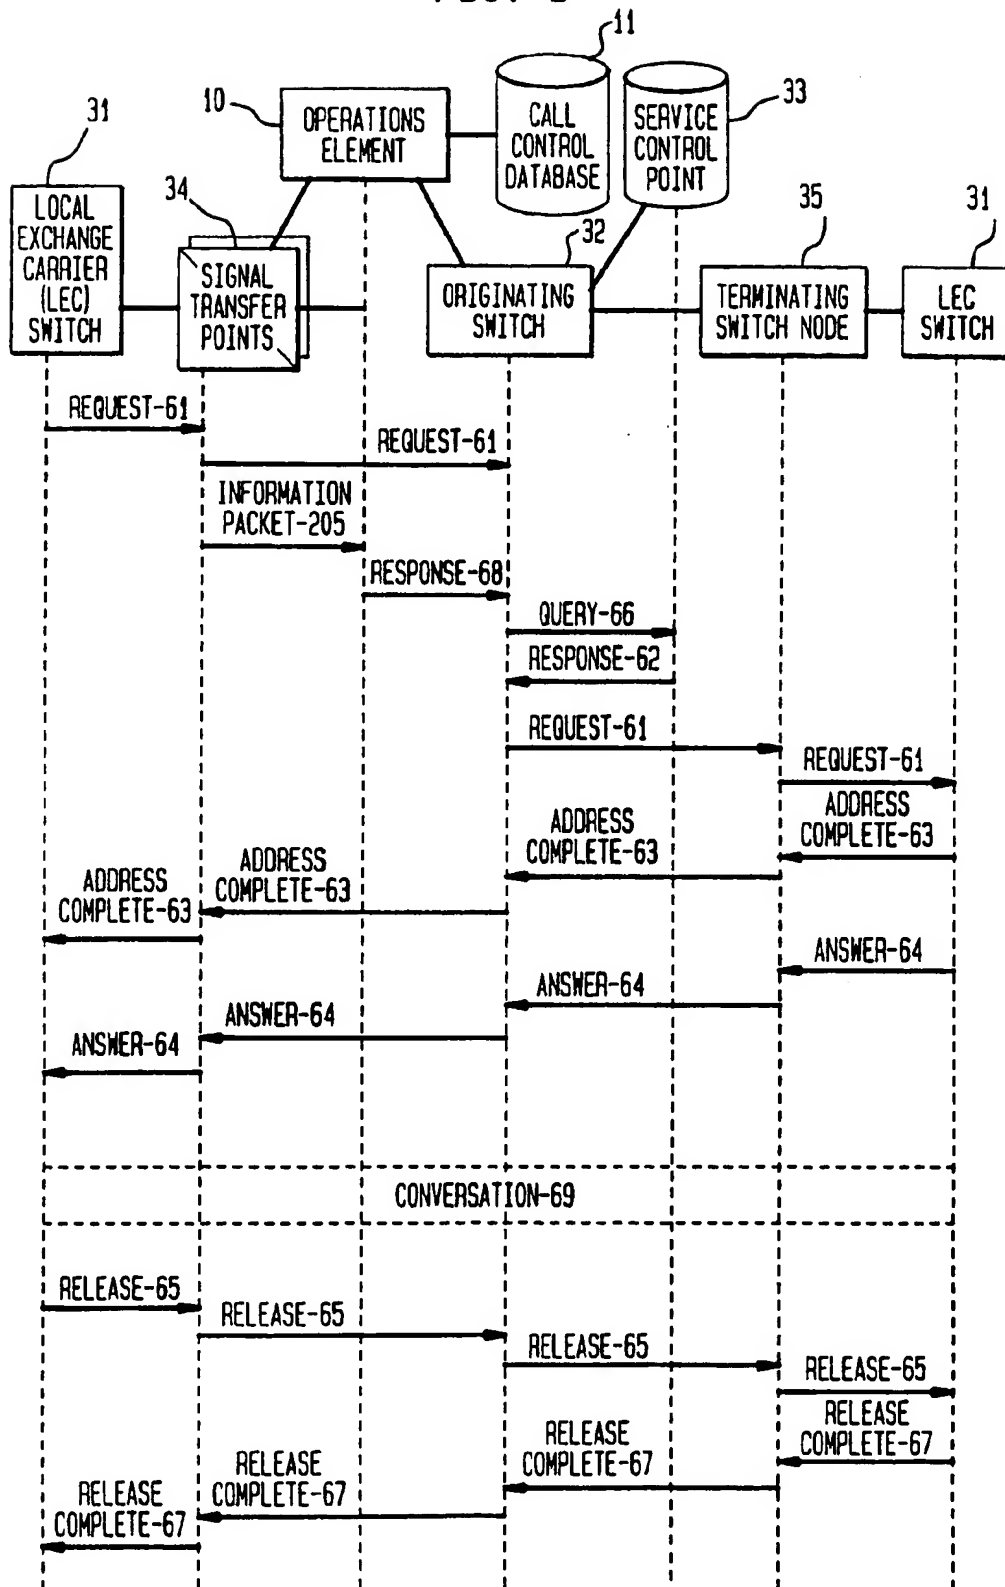 11
10
31
33
OPERATIONS
ELEMENT
CALL
CONTROL
DATABASE
SERVICE
CONTROL
POINT
34
32
35
31
LOCAL
EXCHANGE
CARRIER
(LEC)
SWITCH
SIGNAL
TRANSFER
POINTS
ORIGINATING
SWITCH
TERMINATING
SWITCH NODE
LEC
SWITCH
REQUEST-61
REQUEST-61
INFORMATION
PACKET-205
RESPONSE-68
QUERY-66
RESPONSE-62
REQUEST-61
REQUEST-61
ADDRESS
COMPLETE-63
ADDRESS
COMPLETE-63
ADDRESS
COMPLETE-63
ADDRESS
COMPLETE-63
ANSWER-64
ANSWER-64
ANSWER-64
ANSWER-64
CONVERSATION-69
RELEASE-65
RELEASE-65
RELEASE-65
RELEASE-65
RELEASE
COMPLETE-67
RELEASE
COMPLETE-67
RELEASE
COMPLETE-67
RELEASE
COMPLETE-67